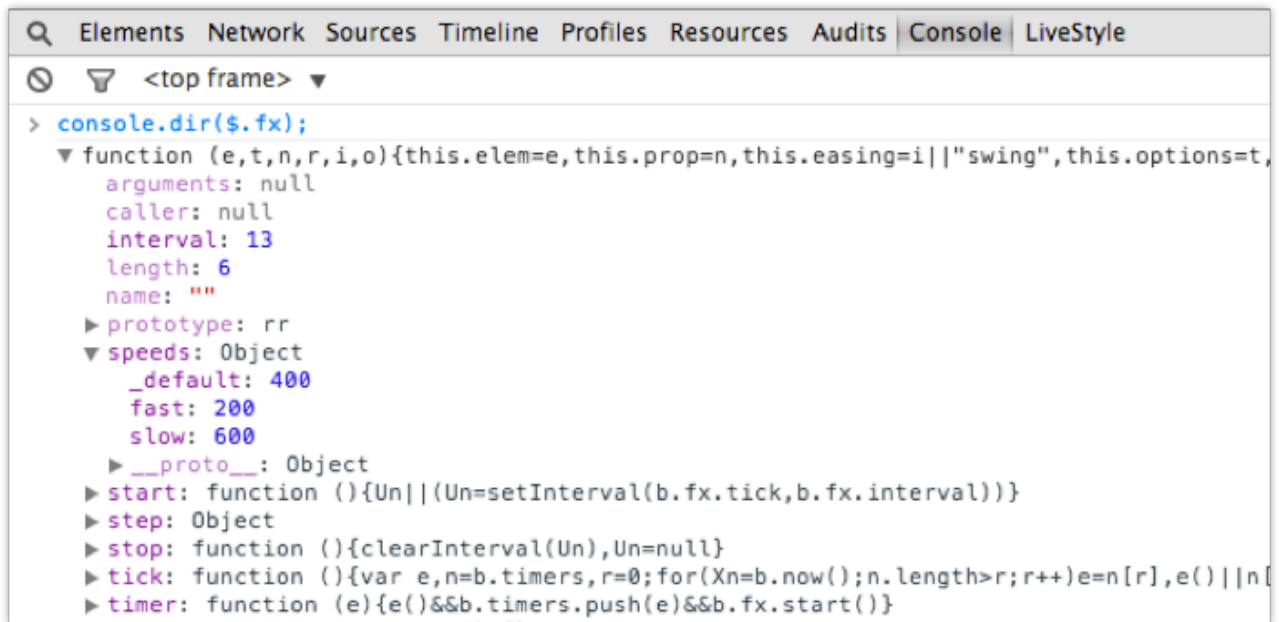 Elements Network Sources Timeline Profiles Resources Audits Console LiveStyle
<top frame> ▼
> console.dir($.fx);
▼ function (e,t,n,r,i,o){this.elem=e,this.prop=n,this.easing=i||"swing",this.options=t,
arguments: null
caller: null
interval: 13
length: 6
name: ""
▶ prototype: rr
▼ speeds: Object
_default: 400
fast: 200
slow: 600
▶ __proto__: Object
▶ start: function (){Un||(Un=setInterval(b.fx.tick,b.fx.interval))}
▶ step: Object
▶ stop: function (){clearInterval(Un),Un=null}
▶ tick: function (){var e,n=b.timers,r=0;for(Xn=b.now();n.length>r;r++)e=n[r],e()||n[
▶ timer: function (e){e()&&b.timers.push(e)&&b.fx.start()}